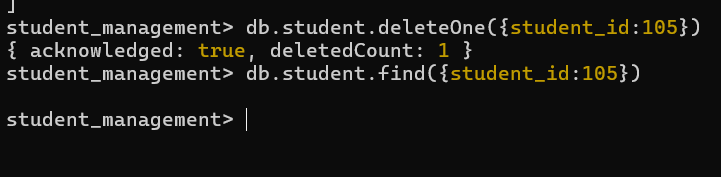 ]
student_management> db.student.deleteOne({student_id:105})
{ acknowledged: true, deletedCount: 1 }
student_management> db.student.find({student_id:105})
student_management>